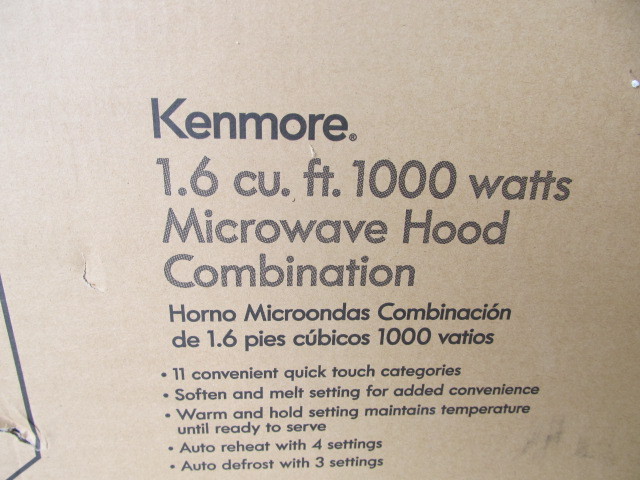 Kenmore®
1.6 cu. ft. 1000 watts
Microwave Hood
Combination
Horno Microondas Combinación
de 1.6 pies cúbicos 1000 vatios
• 11 convenient quick touch categories
• Soften and melt setting for added convenience
• Warm and hold setting maintains temperature
until ready to serve
• Auto reheat with 4 settings
• Auto defrost with 3 settings